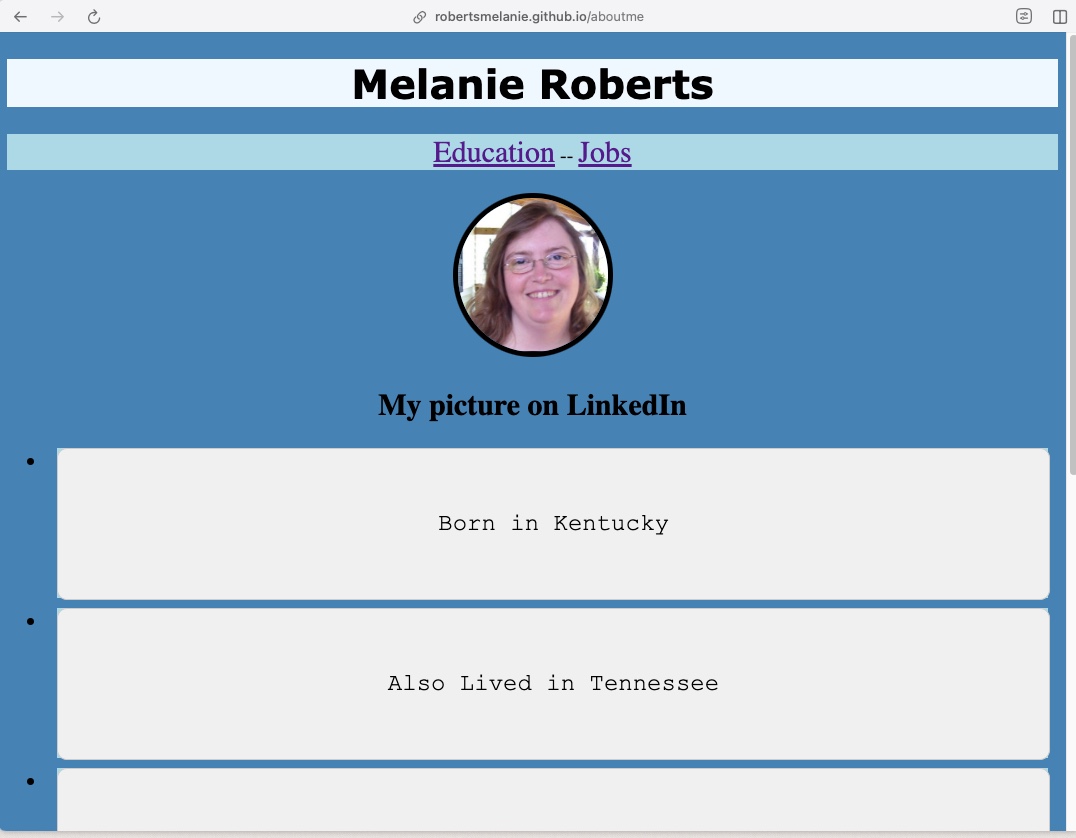 robertsmelanie.github.io/aboutme
Melanie Roberts
Education -- Jobs
My picture on LinkedIn
Born in Kentucky
Also Lived in Tennessee